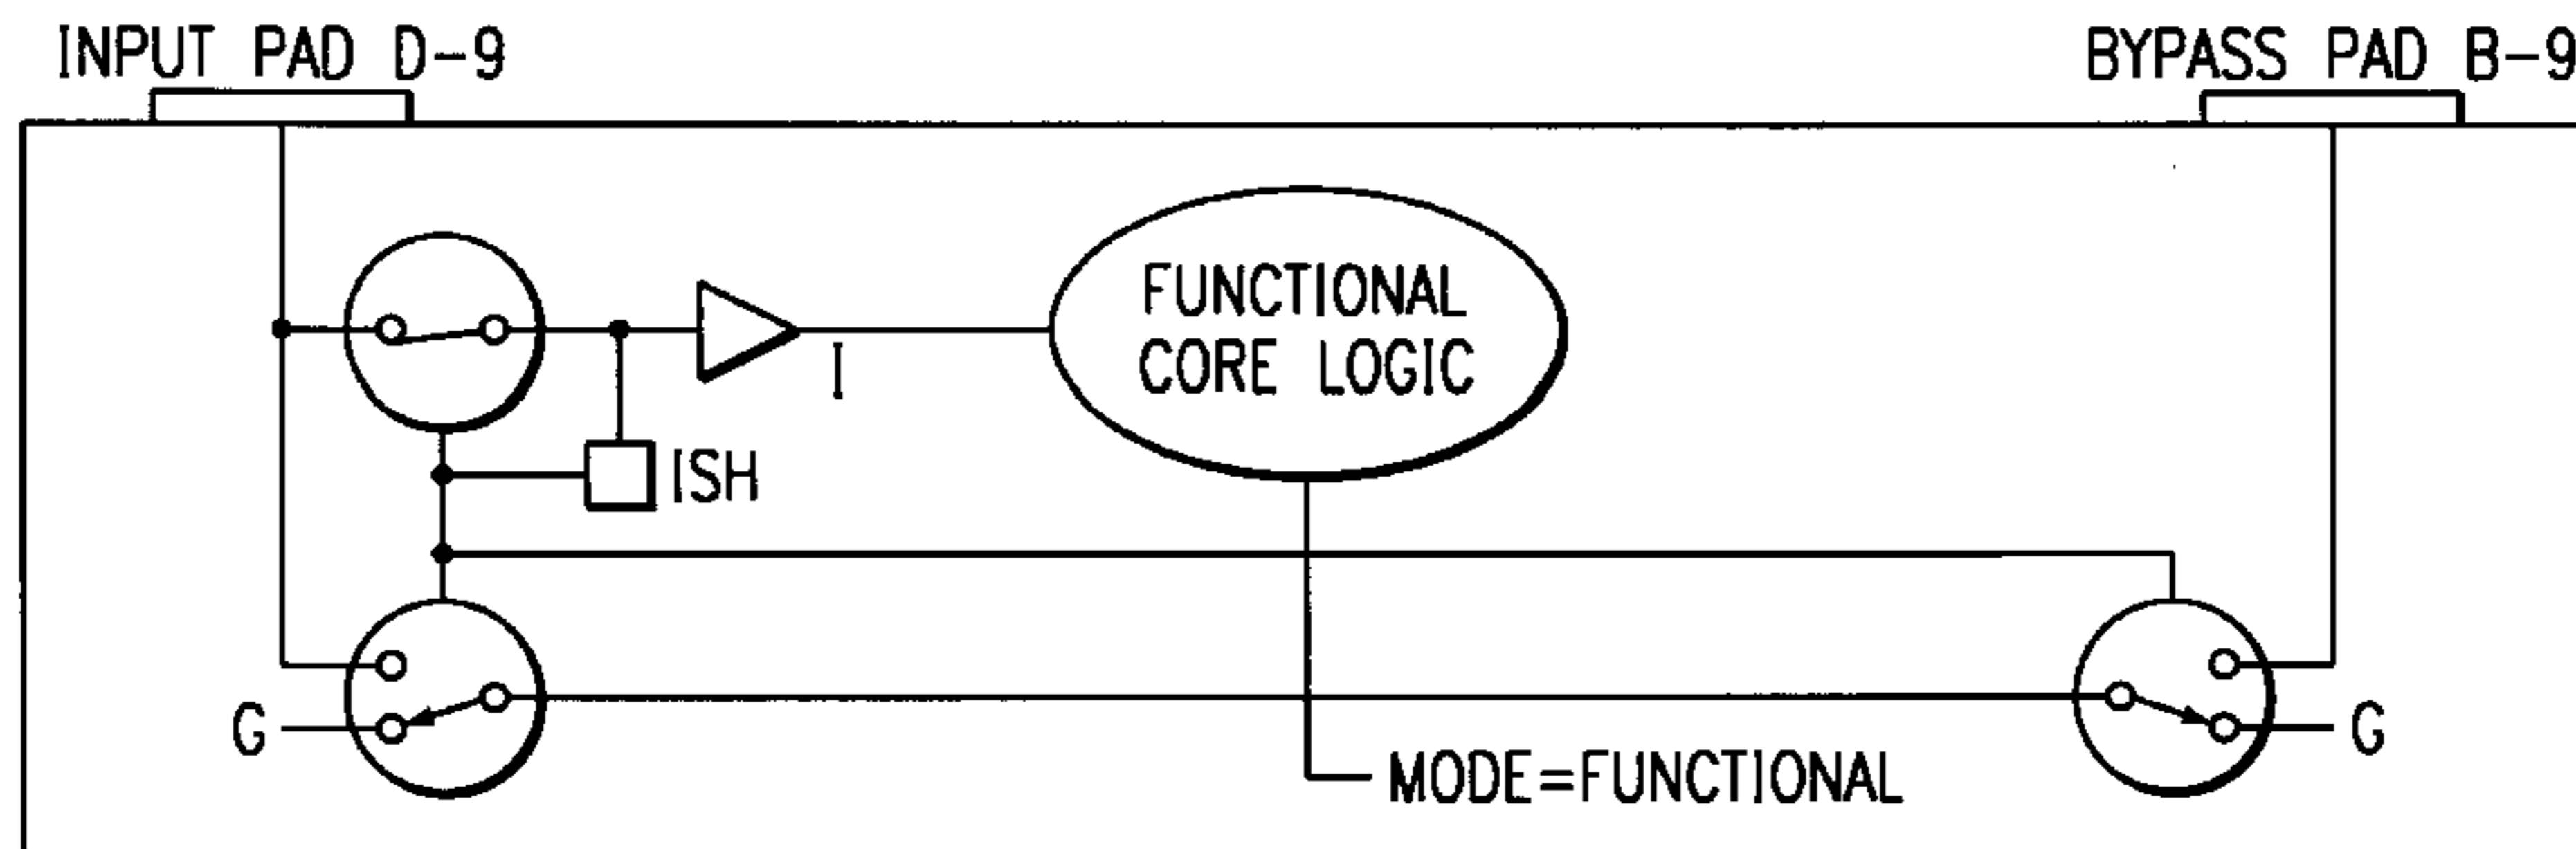 INPUT PAD D-9
BYPASS PAD B-9
FUNCTIONAL
CORE LOGIC
I
ISH
G
G
MODE=FUNCTIONAL